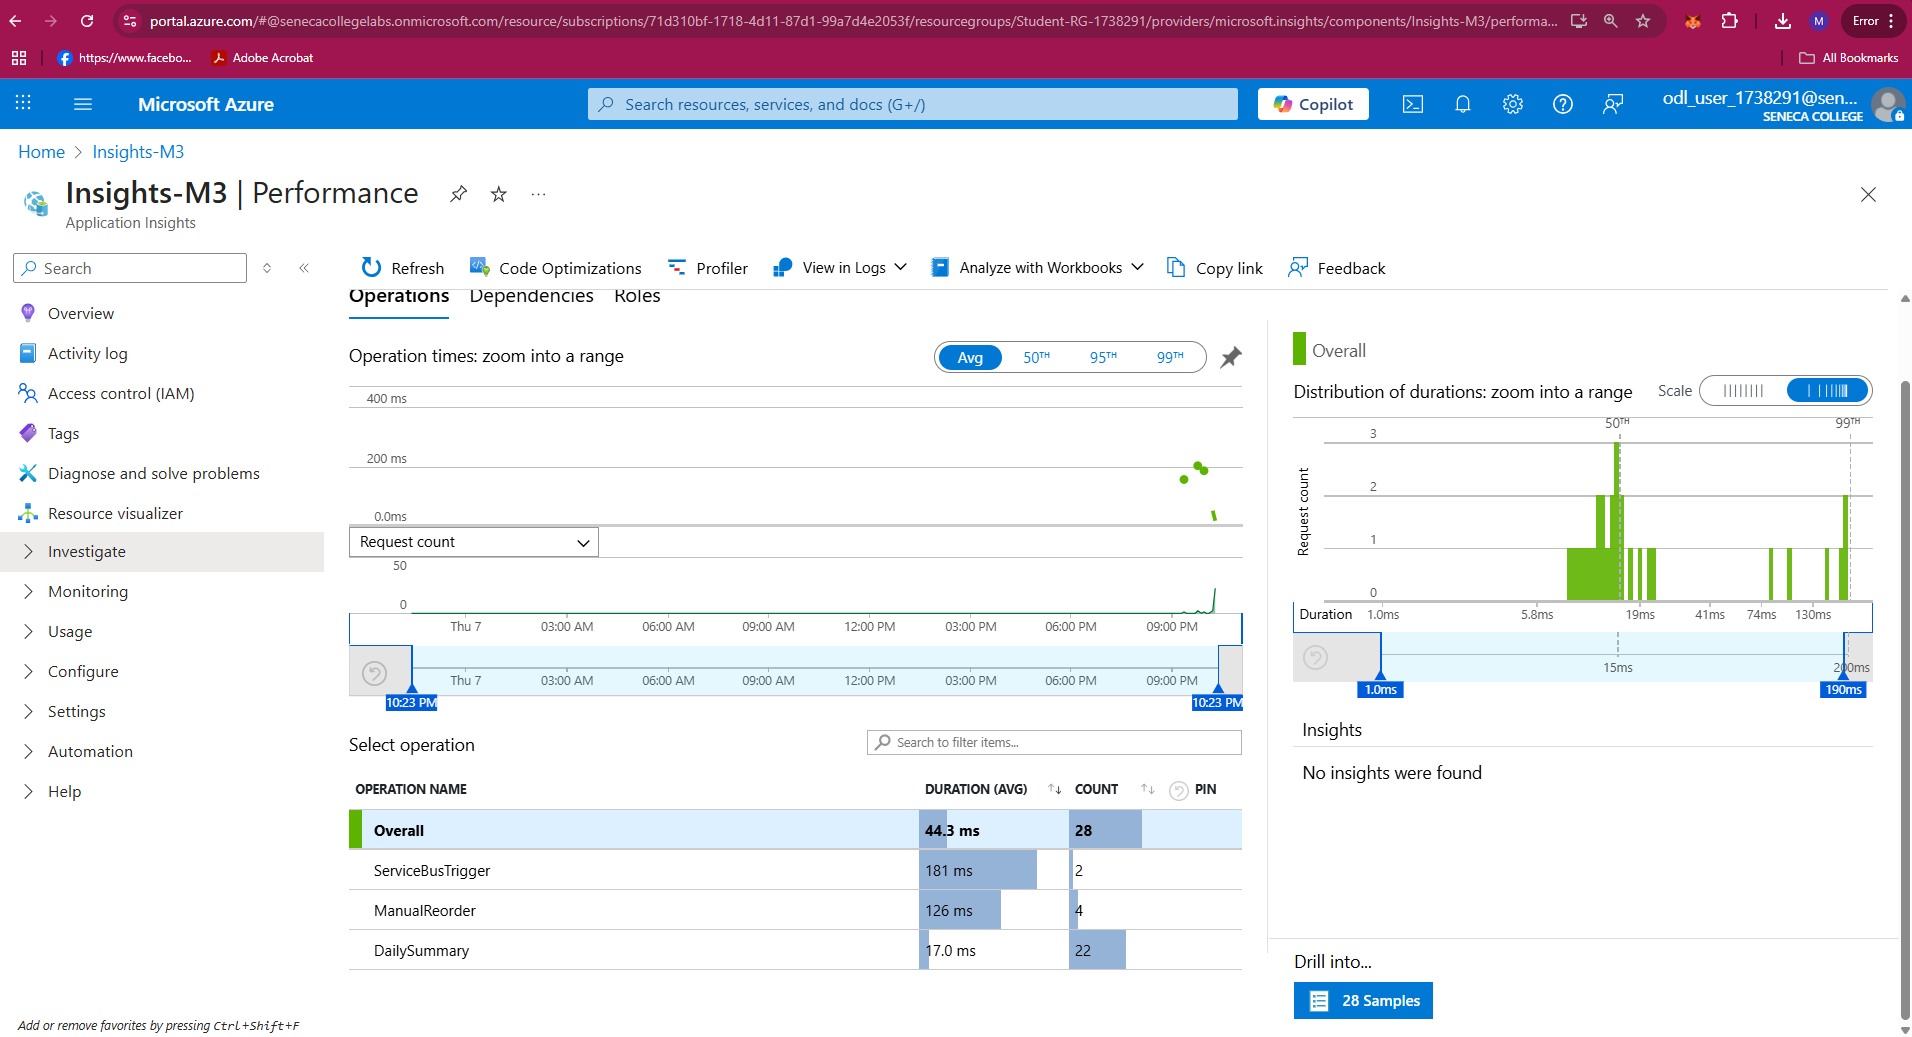 portal.azure.com/#@senecacollegelabs.onmicrosoft.com/resource/subscriptions/71d310bf-1718-4d11-87d1-99a7d4e2053f/resourcegroups/Student-RG-1738291/providers/microsoft.insights/components/Insights-M3/performa...
M
Error
https://www.facebo...
Adobe Acrobat
All Bookmarks
Microsoft Azure
Search resources, services, and docs (G+/)
Copilot
odl_user_1738291@sen...
SENECA COLLEGE
Home > Insights-M3
Insights-M3 | Performance
Application Insights
Search
Refresh
Code Optimizations
Profiler
View in Logs
Analyze with Workbooks
Copy link
Feedback
Overview
Activity log
Access control (IAM)
Tags
Diagnose and solve problems
Resource visualizer
Investigate
Monitoring
Usage
Configure
Settings
Automation
Help
Add or remove favorites by pressing Ctrl+Shift+F
Operations Dependencies Roles
Operation times: zoom into a range
Avg 50TH 95TH 99TH
400 ms
200 ms
0.0ms
Request count
50
0
Thu 7 03:00 AM 06:00 AM 09:00 AM 12:00 PM 03:00 PM 06:00 PM 09:00 PM
Thu 7 03:00 AM 06:00 AM 09:00 AM 12:00 PM 03:00 PM 06:00 PM 09:00 PM
10:23 PM 10:23 PM
Select operation
Search to filter items...
OPERATION NAME DURATION (AVG) COUNT PIN
Overall 44.3 ms 28
ServiceBusTrigger 181 ms 2
ManualReorder 126 ms 4
DailySummary 17.0 ms 22
Overall
Distribution of durations: zoom into a range
Scale
50TH 99TH
Request count
3
2
1
0
Duration 1.0ms 5.8ms 19ms 41ms 74ms 130ms
15ms 200ms
1.0ms 190ms
Insights
No insights were found
Drill into...
28 Samples